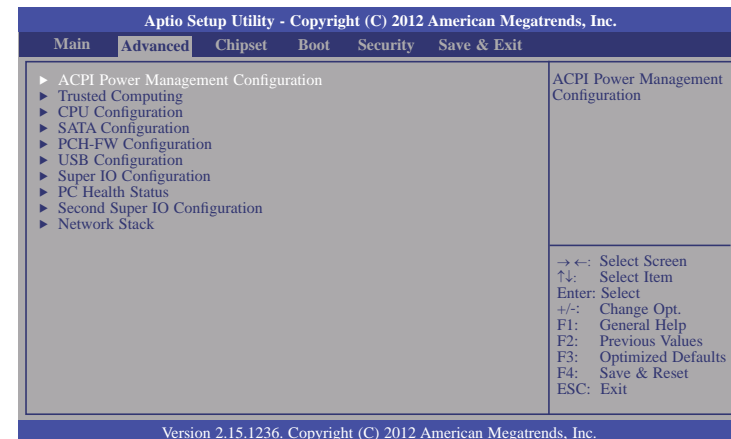 Aptio Setup Utility - Copyright (C) 2012 American Megatrends, Inc.
Main Advanced Chipset Boot Security Save & Exit
► ACPI Power Management Configuration
► Trusted Computing
► CPU Configuration
► SATA Configuration
► PCH-FW Configuration
► USB Configuration
► Super IO Configuration
► PC Health Status
► Second Super IO Configuration
► Network Stack
ACPI Power Management
Configuration
→←: Select Screen
↑↓: Select Item
Enter: Select
+/-: Change Opt.
F1: General Help
F2: Previous Values
F3: Optimized Defaults
F4: Save & Reset
ESC: Exit
Version 2.15.1236. Copyright (C) 2012 American Megatrends, Inc.